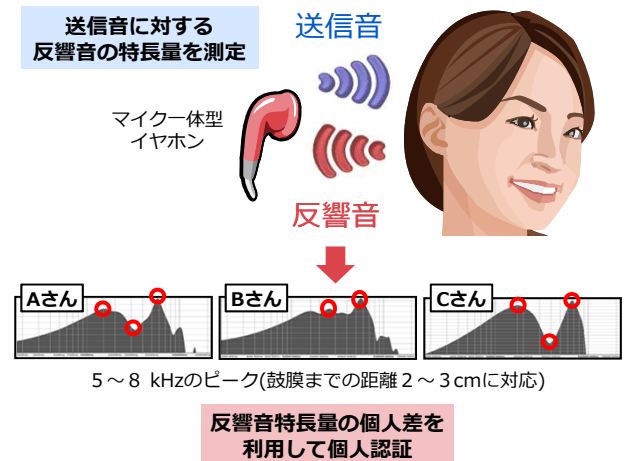 送信音に対する
反響音の特長量を測定
送信音
マイク一体型
イヤホン
反響音
Aさん
Bさん
Cさん
5～8 kHzのピーク(鼓膜までの距離2～3cmに対応)
反響音特長量の個人差を
利用して個人認証